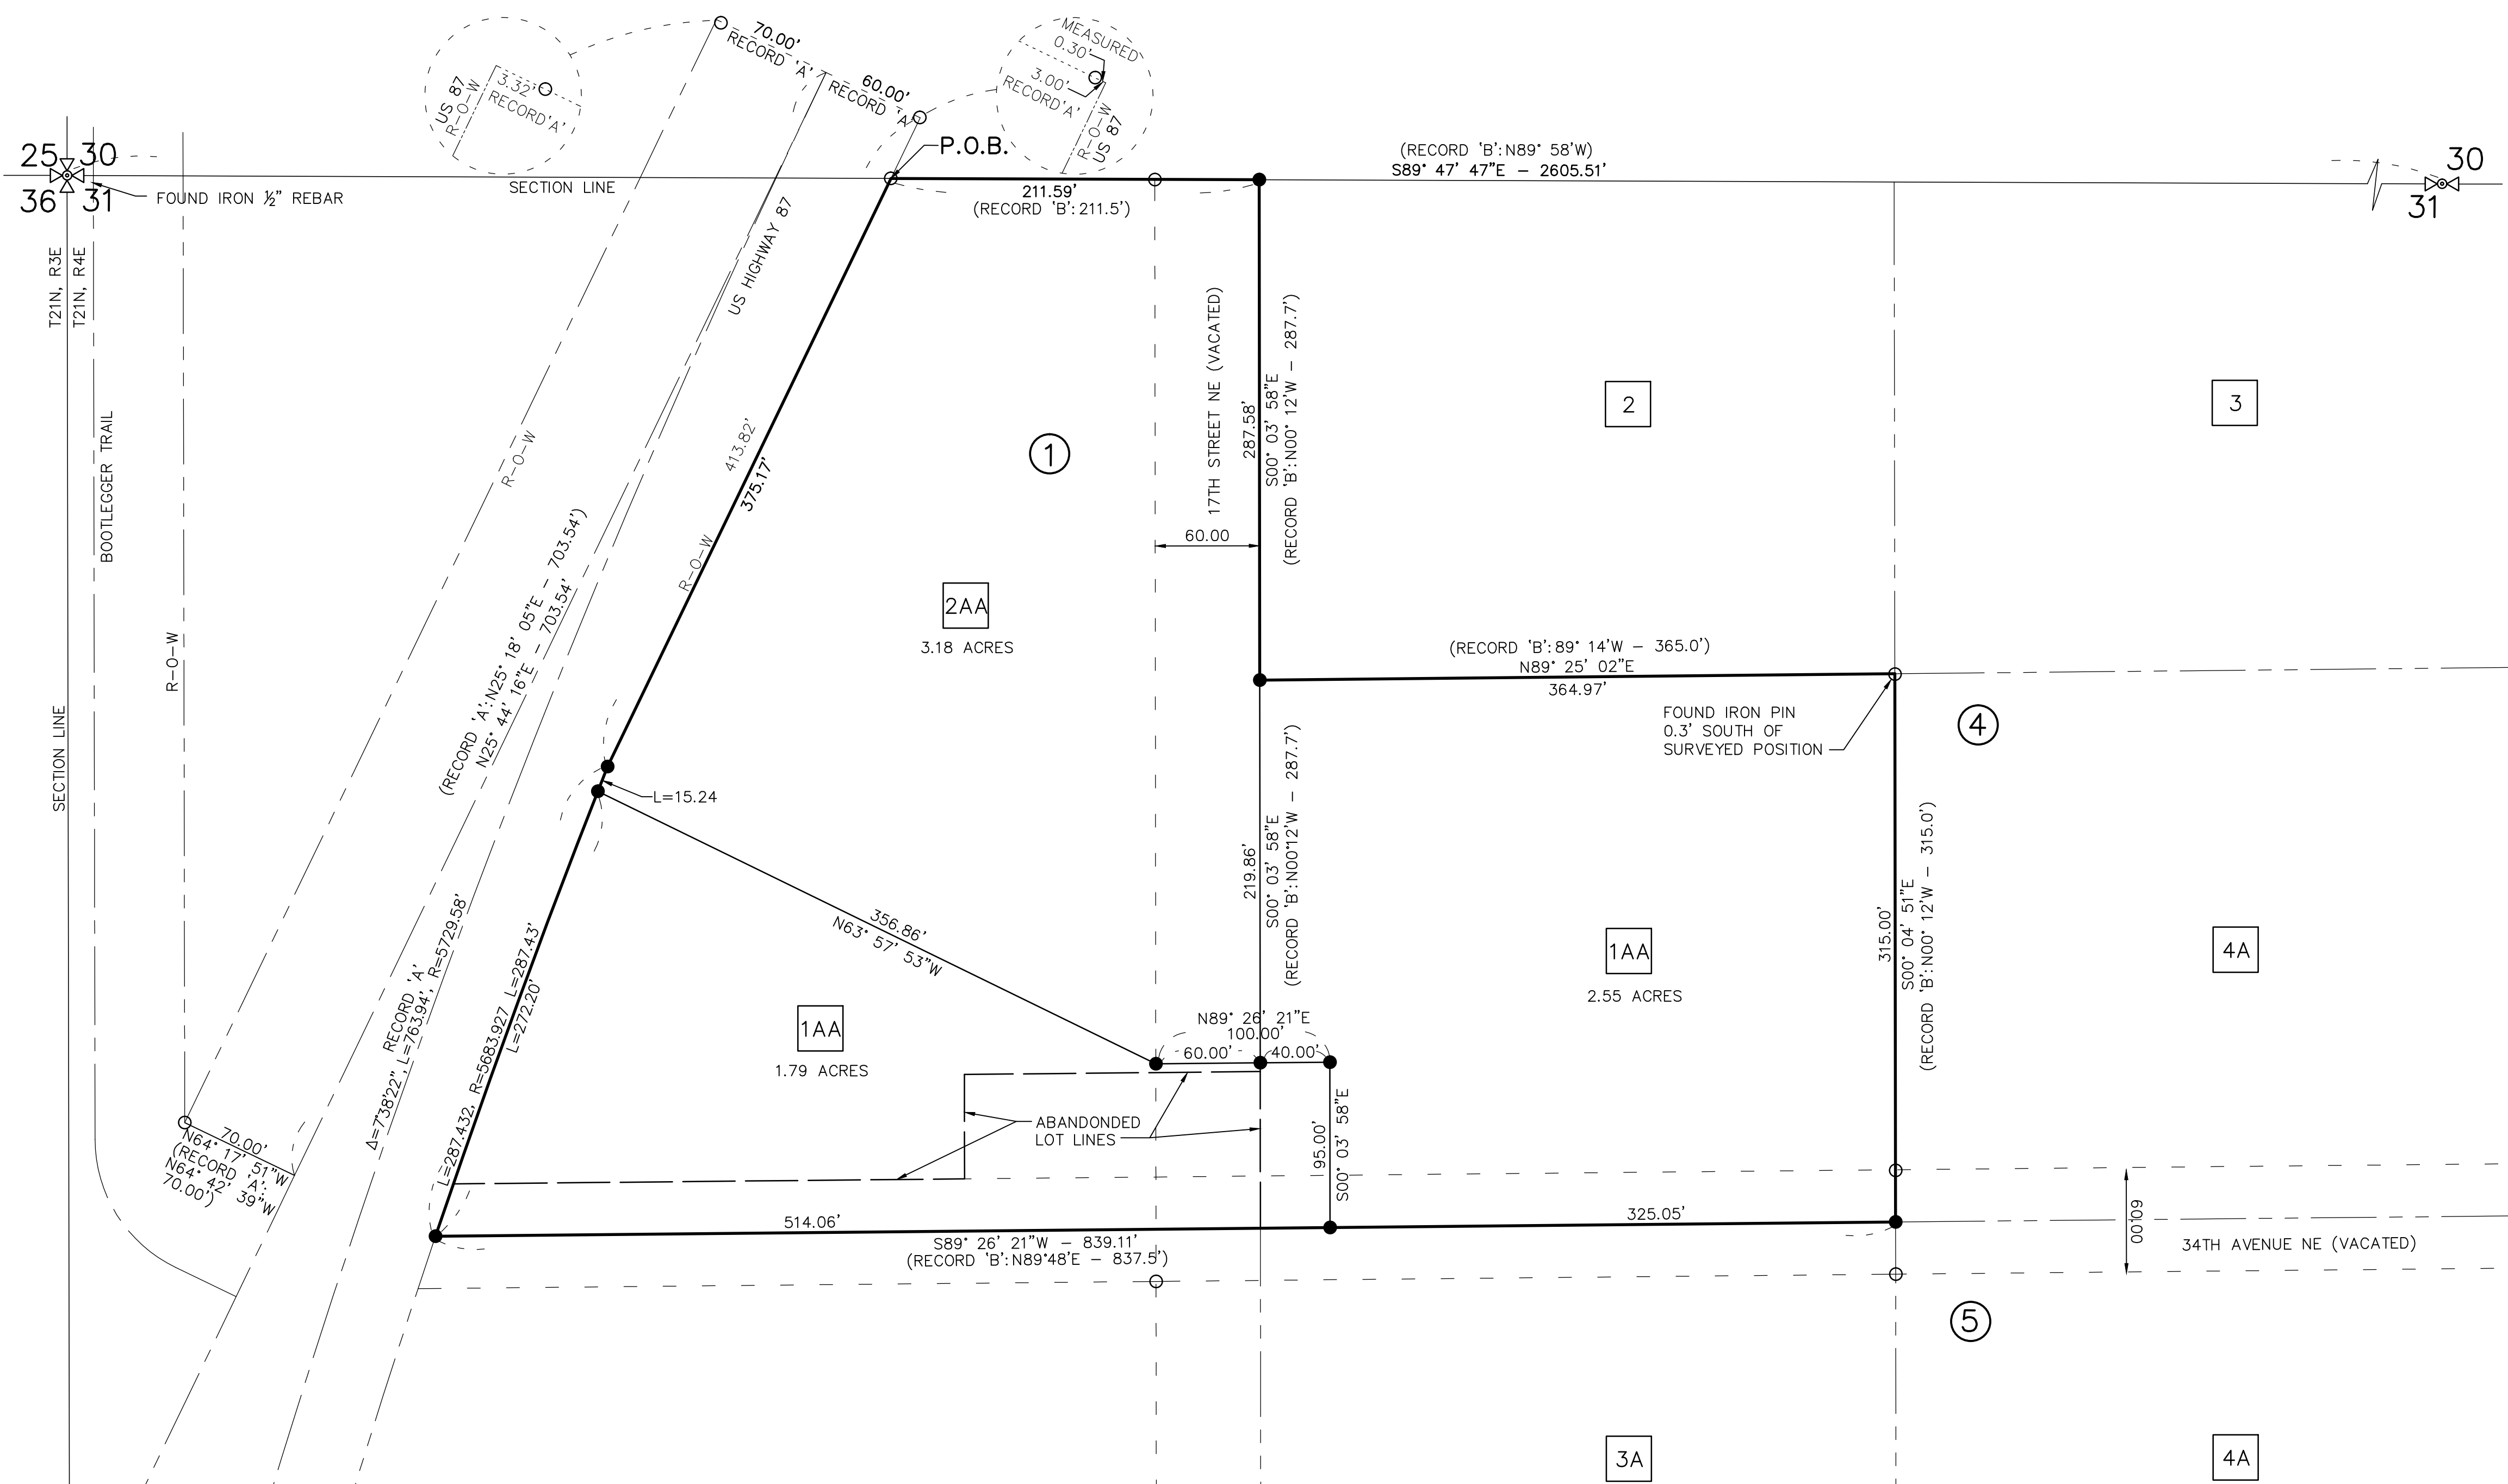 70.00'
RECORD 'A'
60.00'
RECORD 'A'
3.32'
RECORD'A'
US 87
R-O-W
MEASURED
0.30'
3.00'
RECORD'A'
R-O-W
US 87
P.O.B.
25 30
36 31
FOUND IRON ½" REBAR
SECTION LINE
211.59'
(RECORD 'B':211.5')
(RECORD 'B':N89° 58'W)
S89° 47' 47"E - 2605.51'
30
31
T21N, R3E
T21N, R4E
BOOTLEGGER TRAIL
R-O-W
SECTION LINE
US HIGHWAY 87
R-O-W
413.82'
375.17'
R-O-W
(RECORD 'A':N25° 18' 05"E - 703.54')
N25° 44' 16"E - 703.54'
1
2AA
3.18 ACRES
17TH STREET NE (VACATED)
60.00
287.58'
S00° 03' 58"E
(RECORD 'B':N00° 12'W - 287.7')
2
3
(RECORD 'B':89° 14'W - 365.0')
N89° 25' 02"E
364.97'
FOUND IRON PIN
0.3' SOUTH OF
SURVEYED POSITION
4
L=15.24
356.86'
N63° 57' 53"W
219.86'
S00° 03' 58"E
(RECORD 'B':N00°12'W - 287.7')
315.00'
S00° 04' 51"E
(RECORD 'B':N00° 12'W - 315.0')
1AA
2.55 ACRES
4A
1AA
1.79 ACRES
N89° 26' 21"E
100.00'
60.00'
40.00'
95.00'
S00° 03' 58"E
ABANDONDED
LOT LINES
RECORD 'A'
Δ=7°38'22", L=763.94', R=5729.58'
L=287.432, R=5683.927 L=287.43'
L=272.20'
70.00'
N64° 17' 51"W
(RECORD 'A':
N64° 42' 39"W
70.00')
514.06'
325.05'
S89° 26' 21"W - 839.11'
(RECORD 'B':N89°48'E - 837.5')
60.00
34TH AVENUE NE (VACATED)
5
3A
4A